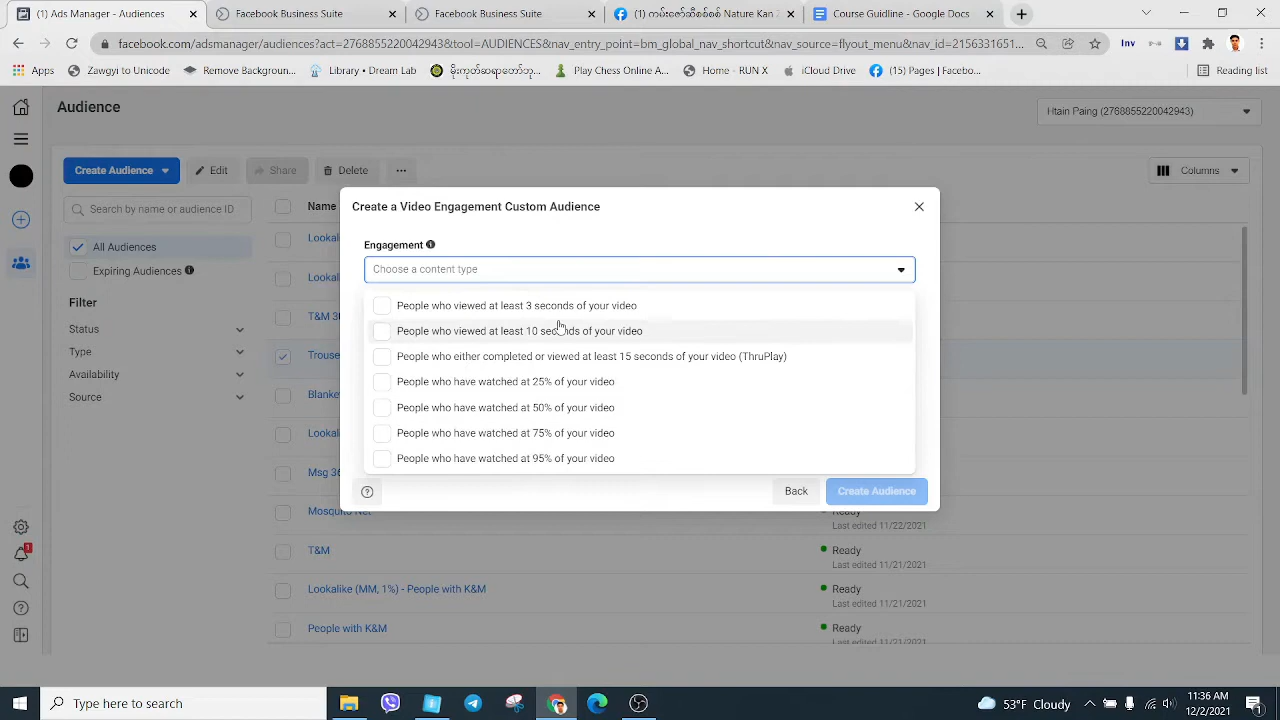 (1) Ads Manager - Audiences
Facebook Business Suite
Facebook Business Suite
Nature Kan
Course Guidline - Google Docs
facebook.com/adsmanager/audiences?act=2768855220042943&tool=AUDIENCES&nav_entry_point=bm_global_nav_shortcut&nav_source=flyout_menu&nav_id=2156331651...
Inv
Apps
Zawgyi to Unicode
Remove Backgroun...
Library • Dream Lab
Play Chess Online A...
Home - RUN X
iCloud Drive
(15) Pages | Facebo...
Reading list
Audience
Htain Paing (2768855220042943)
Create Audience
Edit
Share
Delete
...
Columns
Search by name or audience ID
Name
All Audiences
Expiring Audiences
Filter
Status
Type
Availability
Source
Lookal
Lookal
T&M 3
Trouse
Blanke
Lookal
Msg 36
Create a Video Engagement Custom Audience
Engagement
Choose a content type
People who viewed at least 3 seconds of your video
People who viewed at least 10 seconds of your video
People who either completed or viewed at least 15 seconds of your video (ThruPlay)
People who have watched at 25% of your video
People who have watched at 50% of your video
People who have watched at 75% of your video
People who have watched at 95% of your video
Back
Create Audience
Mosquito Net
Ready
Last edited 11/22/2021
T&M
Ready
Last edited 11/21/2021
Lookalike (MM, 1%) - People with K&M
Ready
Last edited 11/21/2021
People with K&M
Ready
Last edited 11/21/2021
1
Type here to search
53°F Cloudy
11:36 AM
12/2/2021